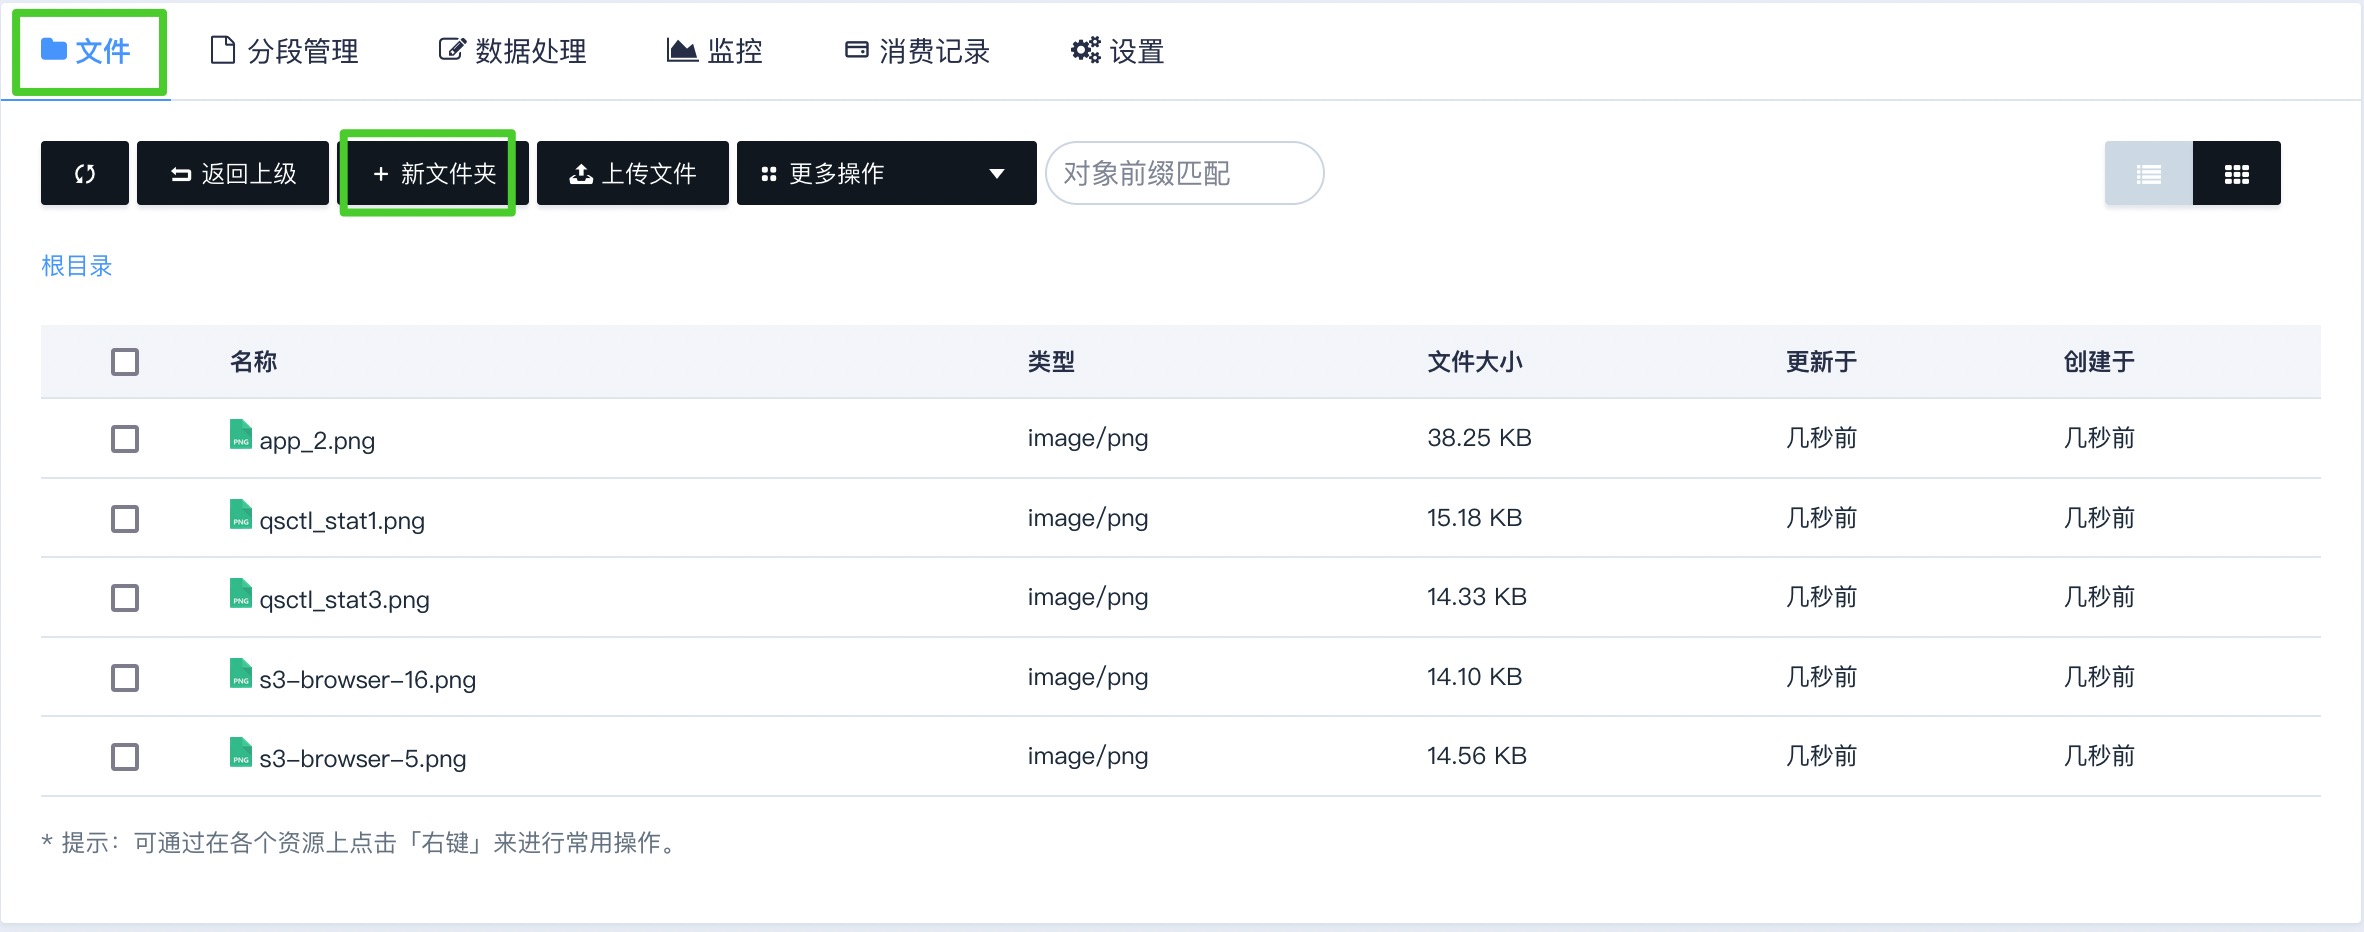 文件 分段管理 数据处理 监控 消费记录 设置
返回上级 + 新文件夹 上传文件 更多操作 对象前缀匹配
根目录
名称 类型 文件大小 更新于 创建于
PNG app_2.png image/png 38.25 KB 几秒前 几秒前
PNG qsctl_stat1.png image/png 15.18 KB 几秒前 几秒前
PNG qsctl_stat3.png image/png 14.33 KB 几秒前 几秒前
PNG s3-browser-16.png image/png 14.10 KB 几秒前 几秒前
PNG s3-browser-5.png image/png 14.56 KB 几秒前 几秒前
* 提示：可通过在各个资源上点击「右键」来进行常用操作。